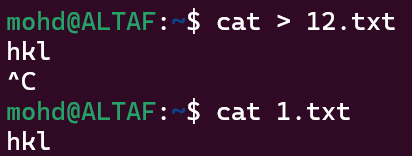 mohd@ALTAF:~$ cat > 12.txt
hkl
^C
mohd@ALTAF:~$ cat 1.txt
hkl